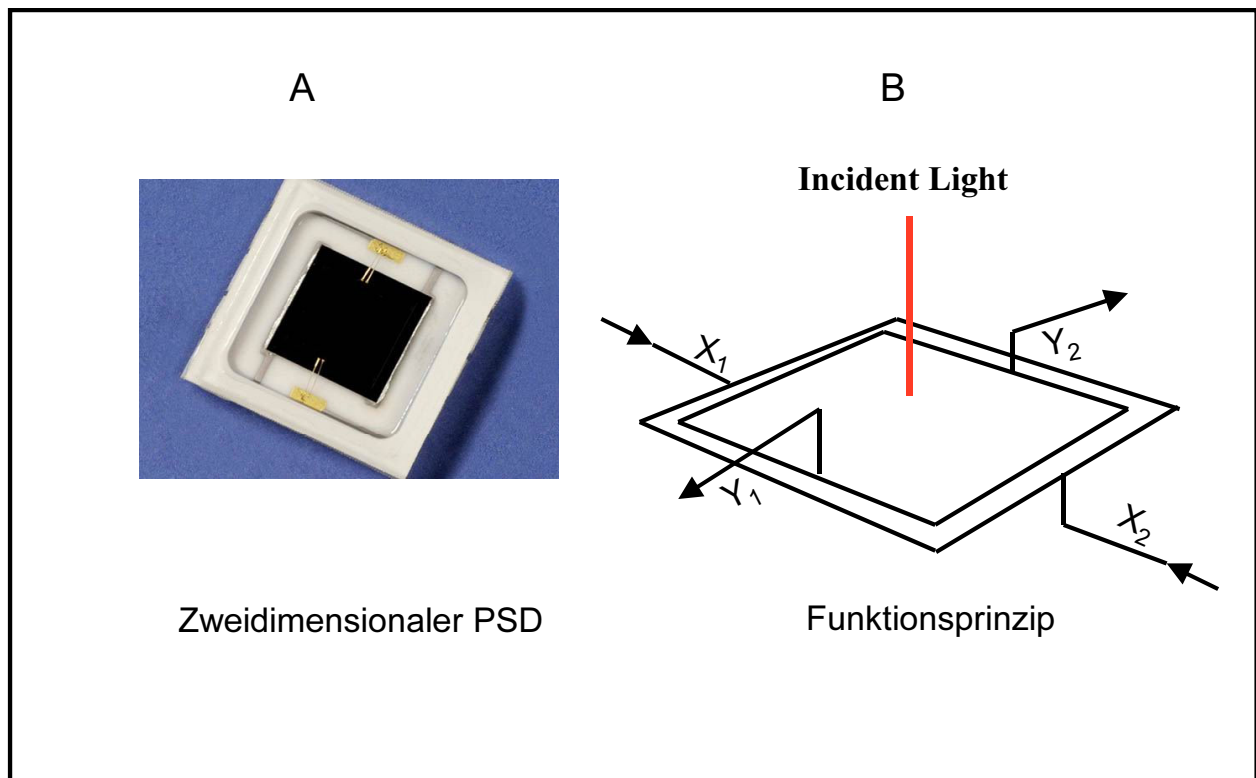 A
B
Incident Light
X1
Y2
Y1
X2
Zweidimensionaler PSD
Funktionsprinzip